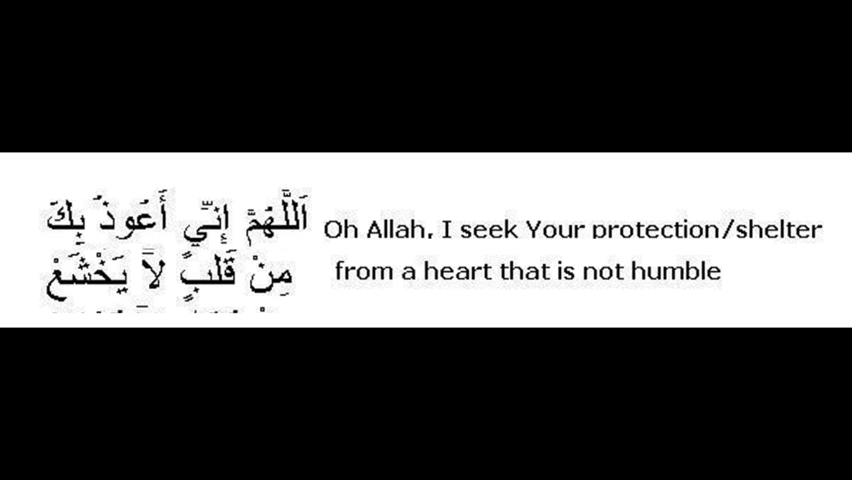 اَللَّهُمَّ إِنِّي أَعُوذُ بِكَ
Oh Allah, I seek Your protection/shelter
مِنْ قَلْبٍ لاَ يَخْشَعْ
from a heart that is not humble